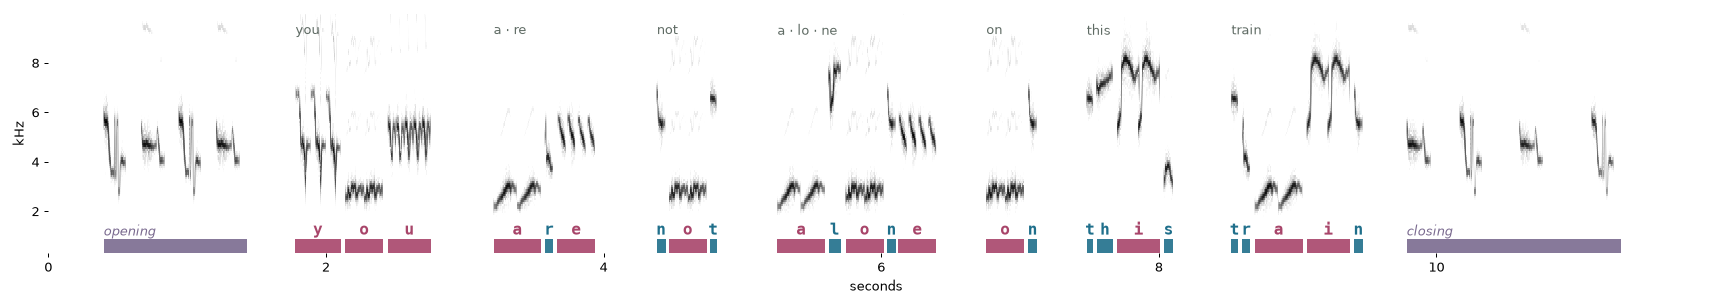 you a · re not a · lo · ne on this train
8
6
kHz
4
2
opening y o u a r e n o t a l o n e o n t h i s t r a i n closing
0 2 4 6 8 10
seconds